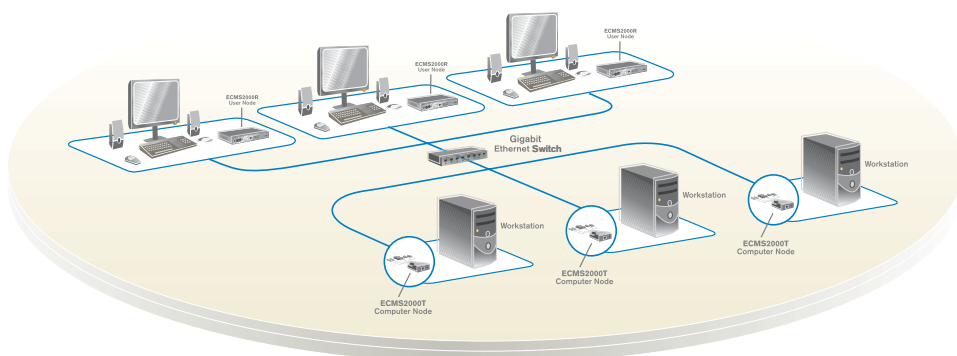 ECMS2000R
User Node
ECMS2000R
User Node
ECMS2000R
User Node
Gigabit
Ethernet Switch
Workstation
Workstation
Workstation
ECMS2000T
Computer Node
ECMS2000T
Computer Node
ECMS2000T
Computer Node